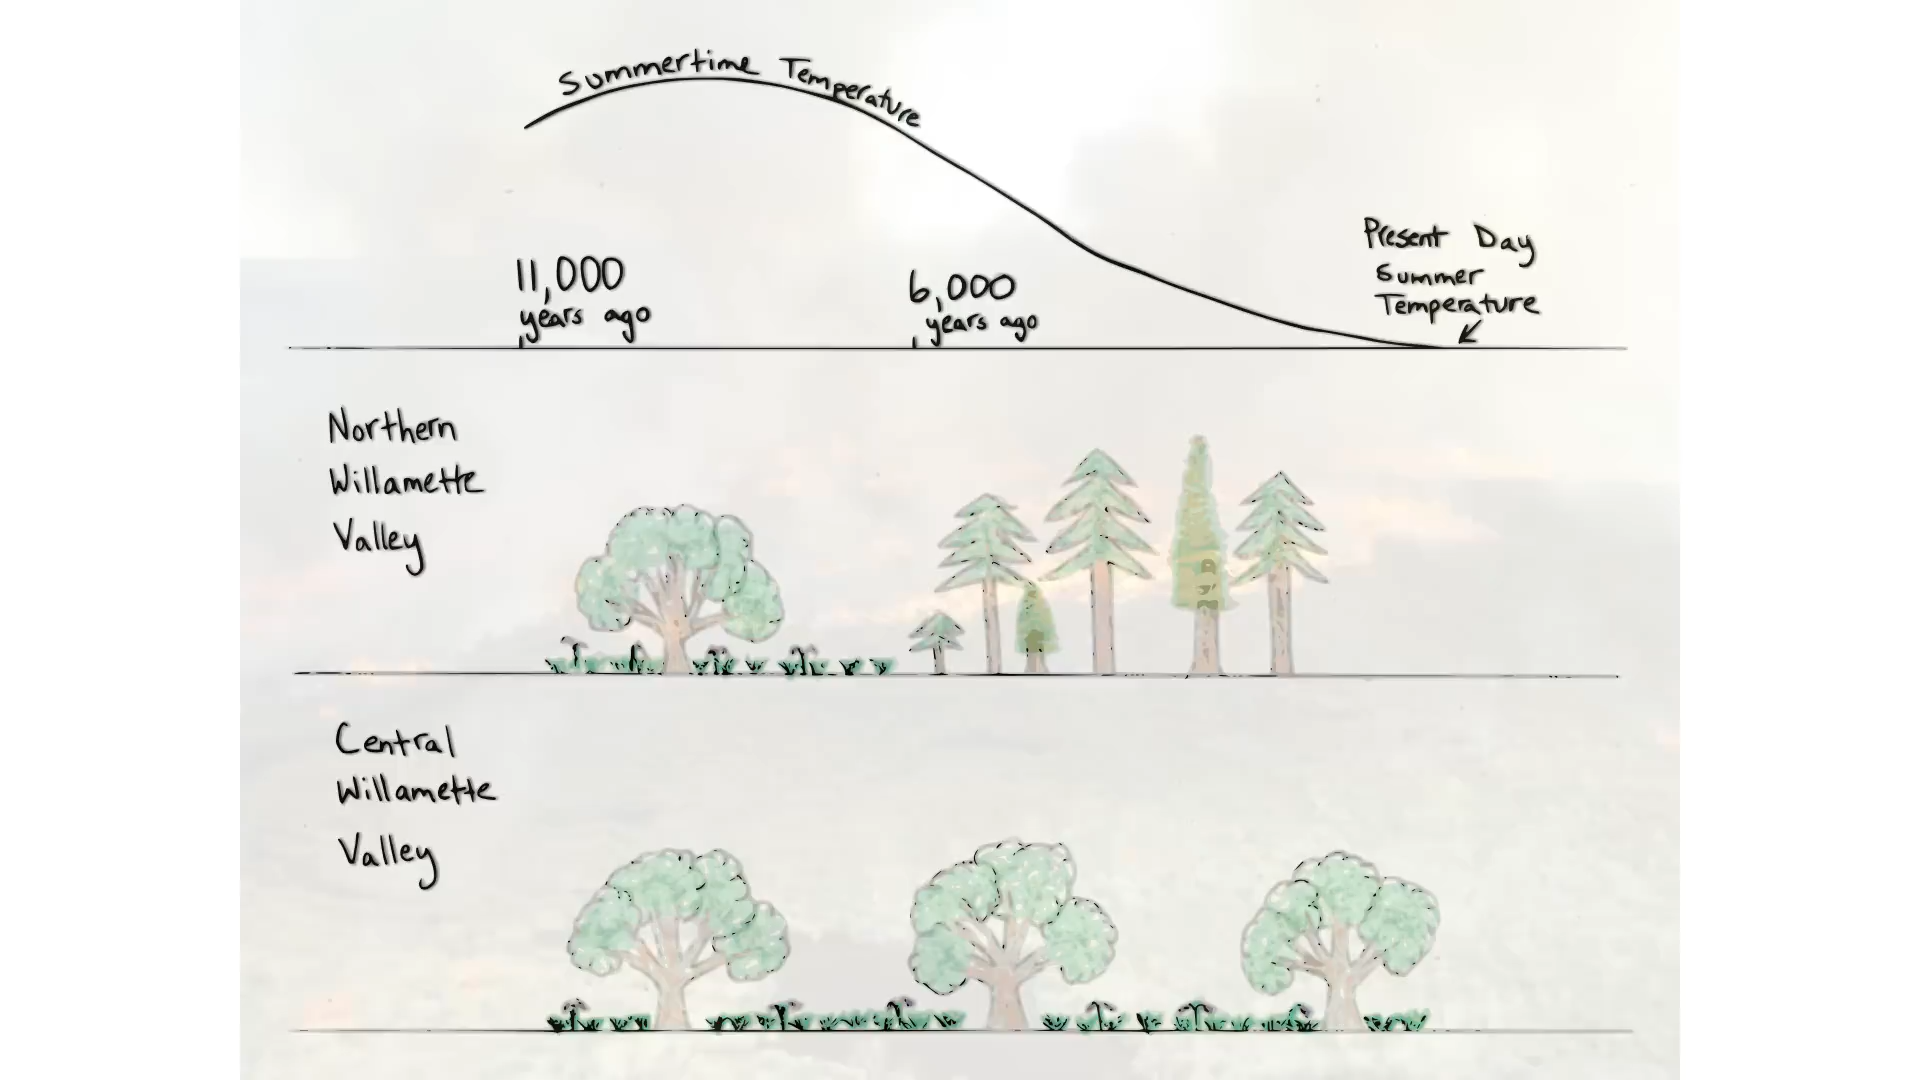 Summertime Temperature
11,000
years ago
6,000
years ago
Present Day
Summer
Temperature
Northern
Willamette
Valley
Central
Willamette
Valley